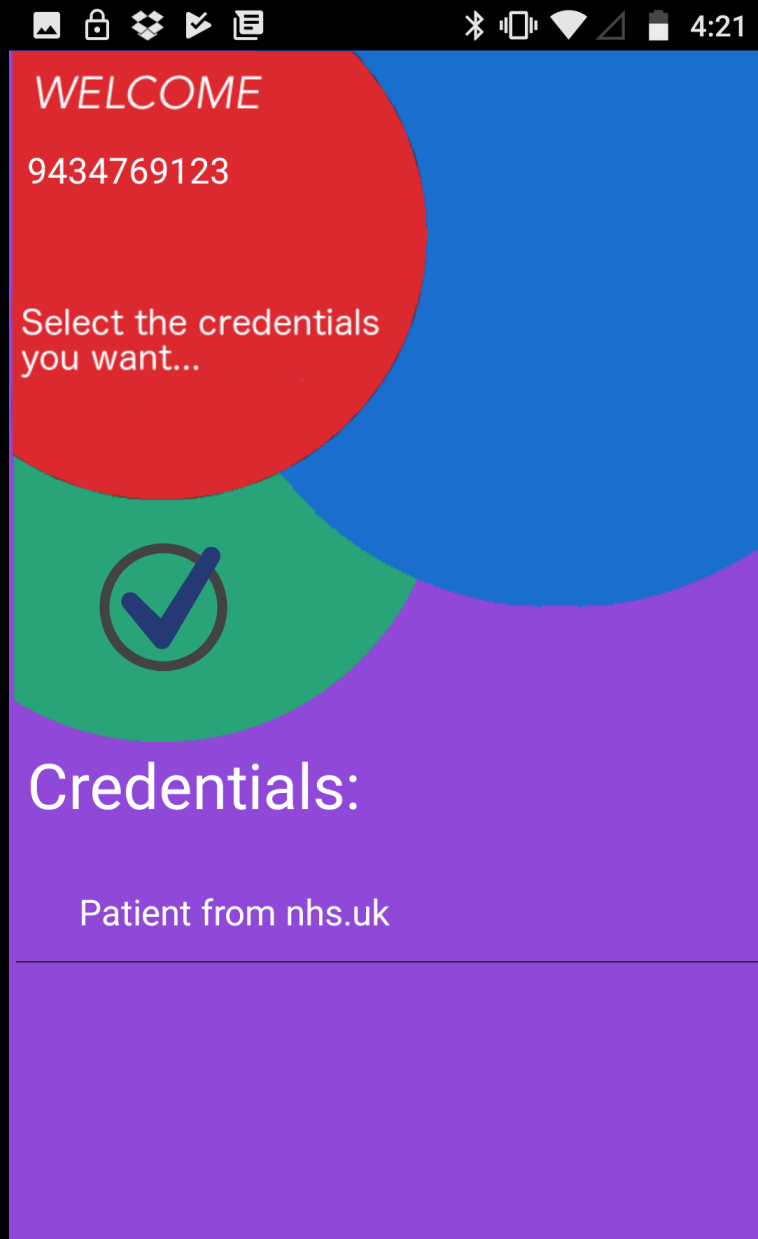 4:21
WELCOME
9434769123
Select the credentials
you want...
Credentials:
Patient from nhs.uk